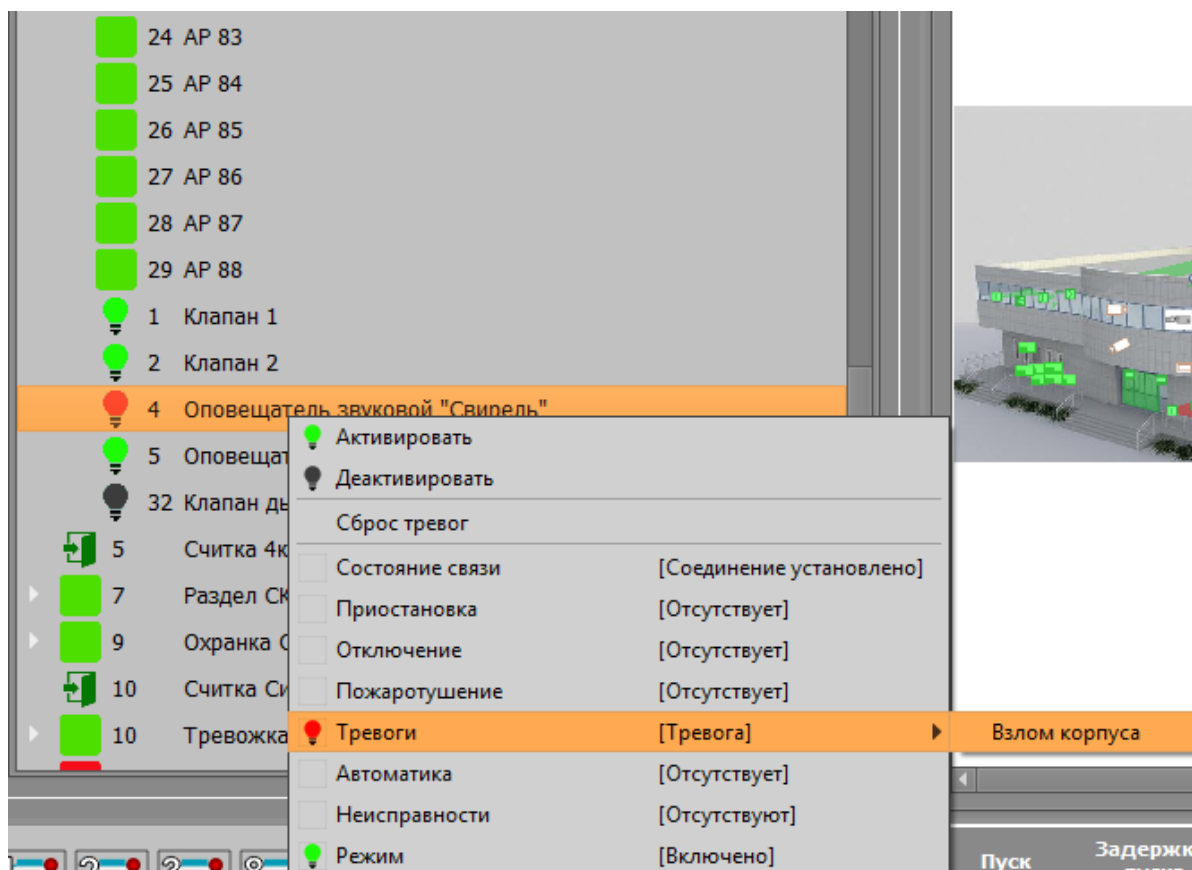 24 АР 83
25 АР 84
26 АР 85
27 АР 86
28 АР 87
29 АР 88
1 Клапан 1
2 Клапан 2
4 Оповещатель звуковой "Свирель"
5 Оповещат
32 Клапан ды
5 Считка 4к
7 Раздел СК
9 Охранка С
10 Считка Си
10 Тревожка
Активировать
Деактивировать
Сброс тревог
Состояние связи [Соединение установлено]
Приостановка [Отсутствует]
Отключение [Отсутствует]
Пожаротушение [Отсутствует]
Тревоги [Тревога]
Взлом корпуса
Автоматика [Отсутствует]
Неисправности [Отсутствуют]
Режим [Включено]
Пуск
Задержк